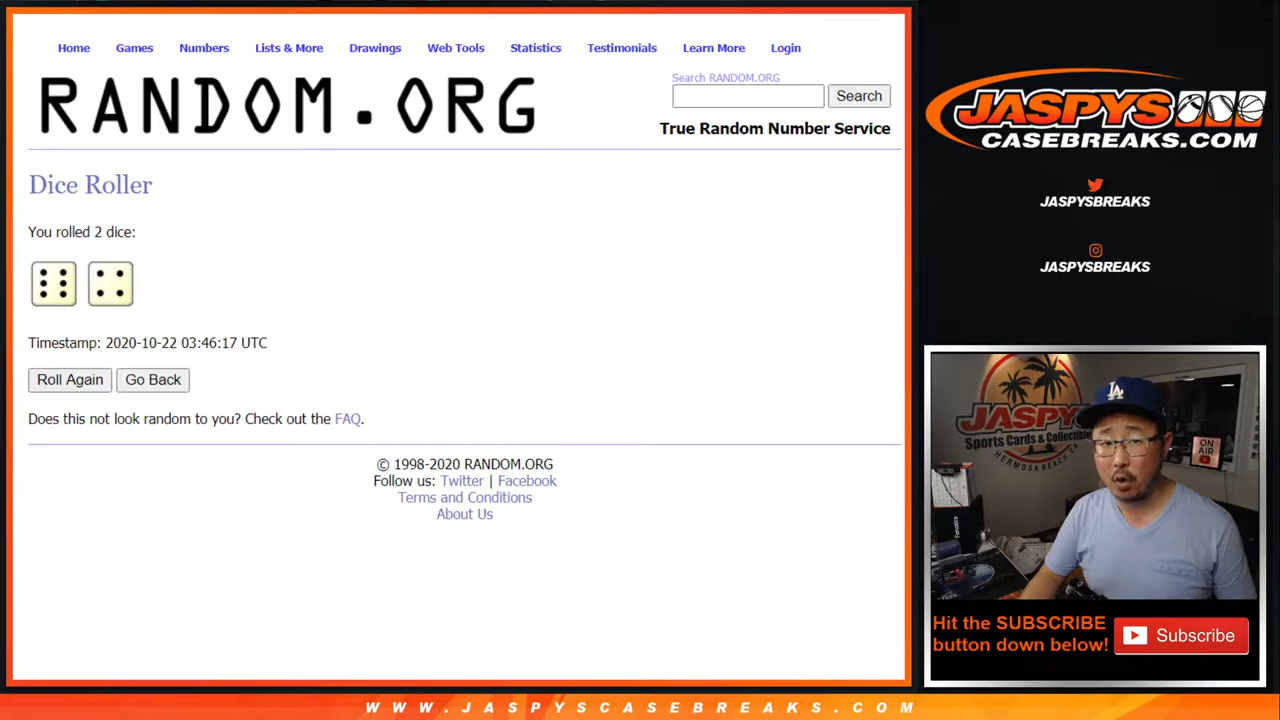 Home Games Numbers Lists & More Drawings Web Tools Statistics Testimonials Learn More Login
RANDOM.ORG
Search RANDOM.ORG
Search
True Random Number Service
Dice Roller
You rolled 2 dice:
Timestamp: 2020-10-22 03:46:17 UTC
Roll Again Go Back
Does this not look random to you? Check out the FAQ.
© 1998-2020 RANDOM.ORG
Follow us: Twitter | Facebook
Terms and Conditions
About Us
JASPYS
CASEBREAKS.COM
JASPYSBREAKS
JASPYSBREAKS
JASPYS
Sports Cards & Collectibles
HERMOSA BEACH
LA
ON
AIR
Fanatics
Hit the SUBSCRIBE
button down below!
Subscribe
WWW.JASPYSCASEBREAKS.COM